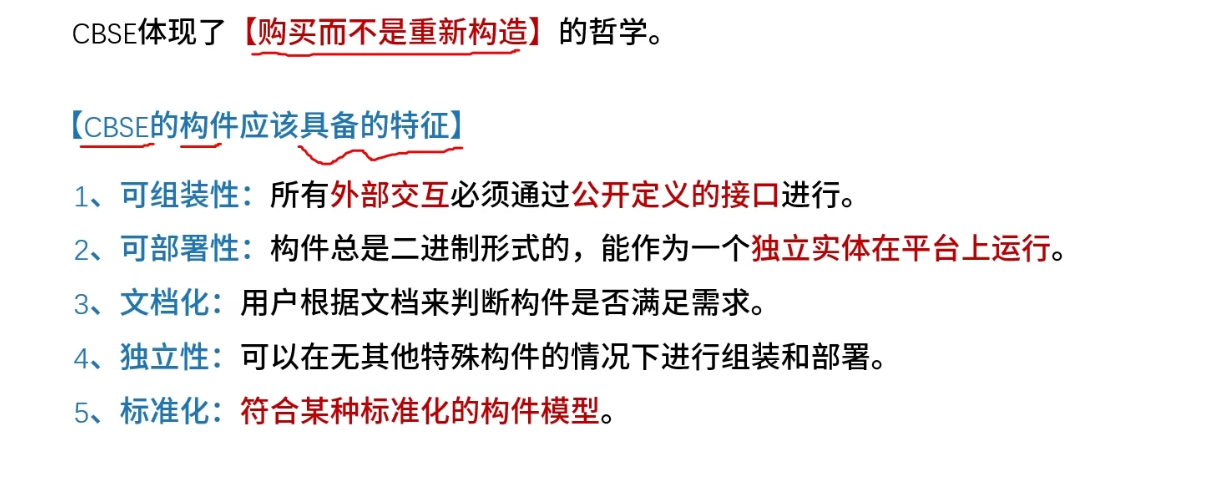 CBSE体现了【购买而不是重新构造】的哲学。
【CBSE的构件应该具备的特征】
1、可组装性：所有外部交互必须通过公开定义的接口进行。
2、可部署性：构件总是二进制形式的，能作为一个独立实体在平台上运行。
3、文档化：用户根据文档来判断构件是否满足需求。
4、独立性：可以在无其他特殊构件的情况下进行组装和部署。
5、标准化：符合某种标准化的构件模型。